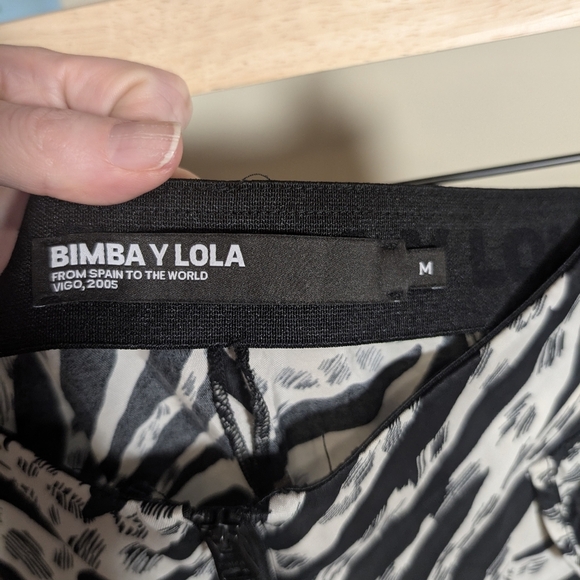 BIMBA Y LOLA
FROM SPAIN TO THE WORLD
VIGO, 2005
M